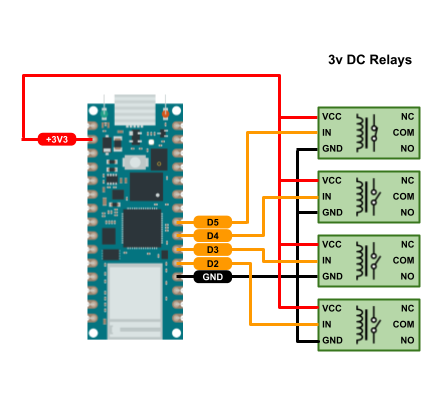 3v DC Relays
+3V3
D5
D4
D3
D2
GND
VCC NC
IN COM
GND NO
VCC NC
IN COM
GND NO
VCC NC
IN COM
GND NO
VCC NC
IN COM
GND NO